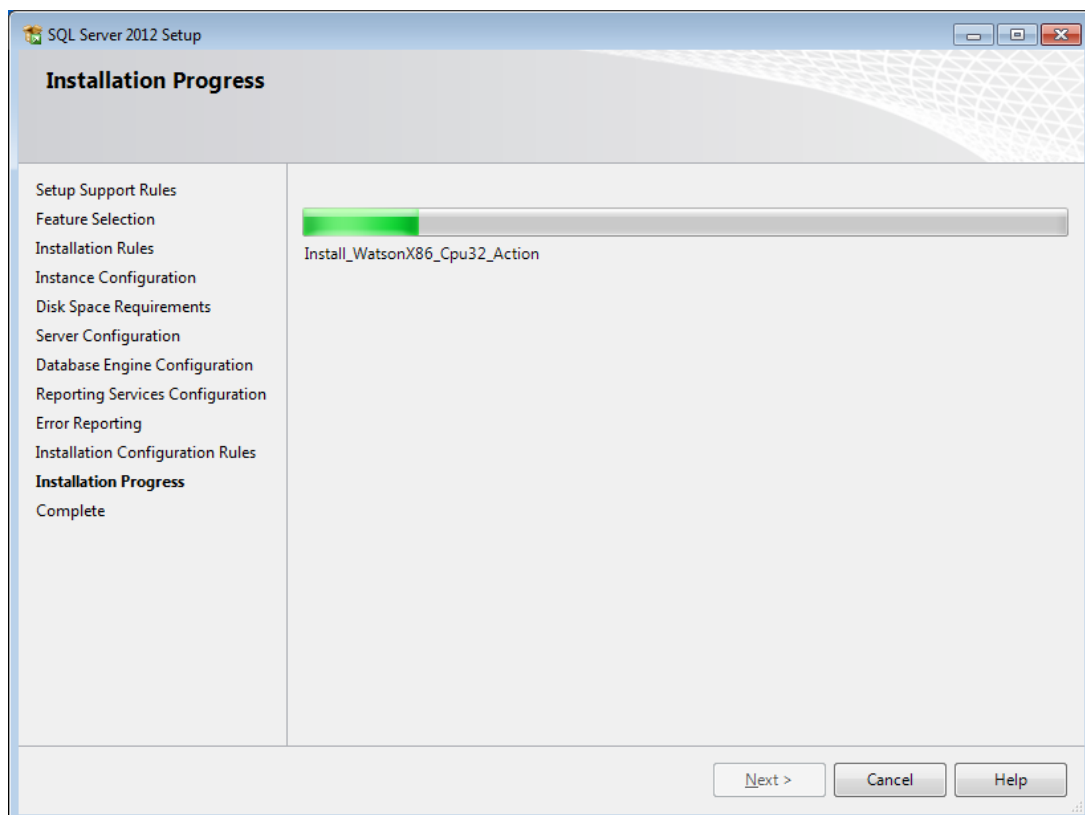 SQL Server 2012 Setup
Installation Progress
Setup Support Rules
Feature Selection
Installation Rules
Instance Configuration
Disk Space Requirements
Server Configuration
Database Engine Configuration
Reporting Services Configuration
Error Reporting
Installation Configuration Rules
Installation Progress
Complete
Install_WatsonX86_Cpu32_Action
Next >
Cancel
Help